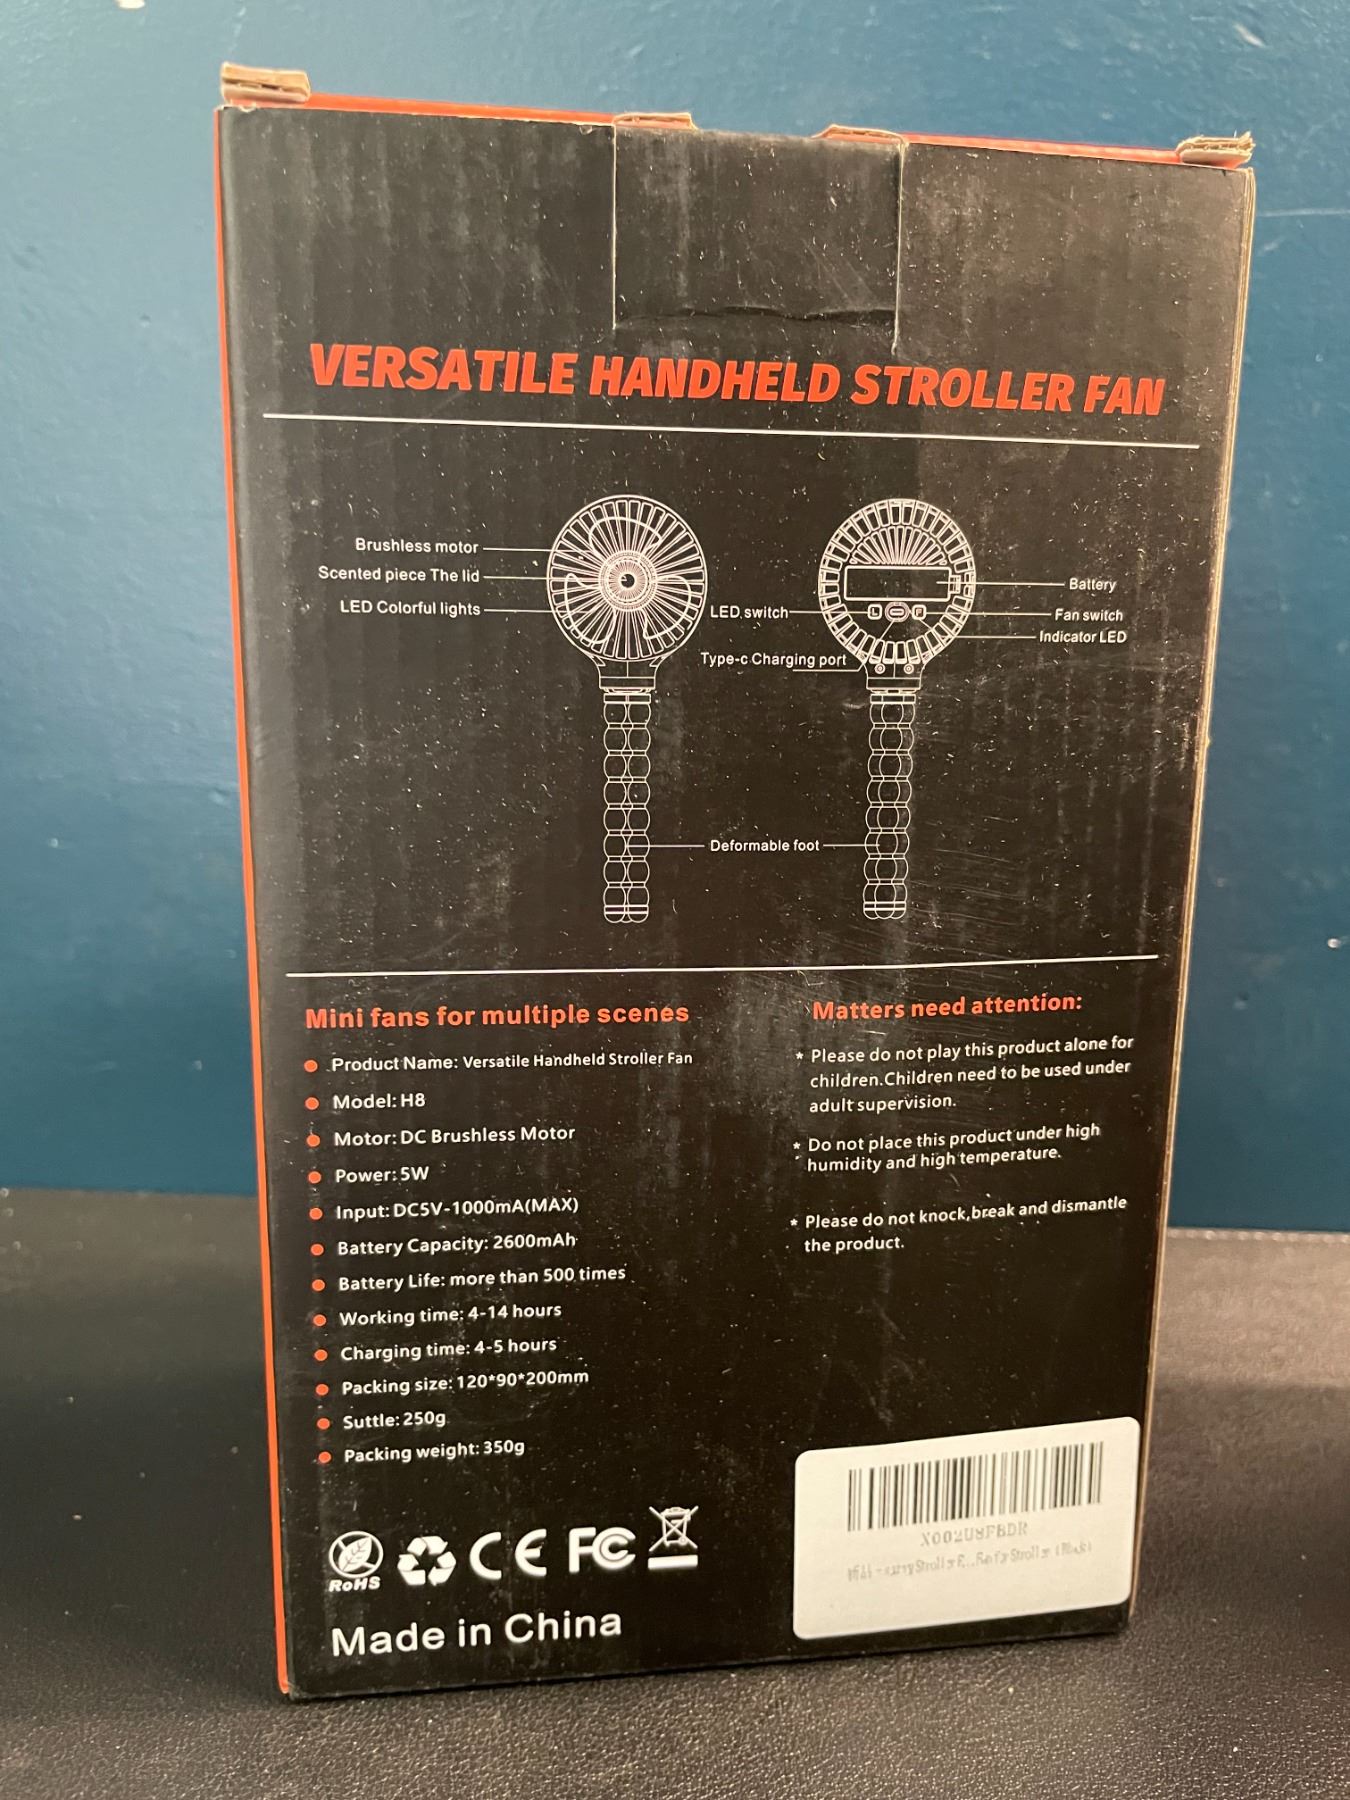 VERSATILE HANDHELD STROLLER FAN
Brushless motor
Scented piece The lid
LED Colorful lights
LED switch
Type-c Charging port
Battery
Fan switch
Indicator LED
L
F
Deformable foot
Mini fans for multiple scenes
Product Name: Versatile Handheld Stroller Fan
Model: H8
Motor: DC Brushless Motor
Power: 5W
Input: DC5V-1000mA(MAX)
Battery Capacity: 2600mAh
Battery Life: more than 500 times
Working time: 4-14 hours
Charging time: 4-5 hours
Packing size: 120*90*200mm
Suttle: 250g
Packing weight: 350g
Matters need attention:
* Please do not play this product alone for
children.Children need to be used under
adult supervision.
* Do not place this product under high
humidity and high temperature.
* Please do not knock,break and dismantle
the product.
RoHS
CE
FC
Made in China
X002U8FBDR